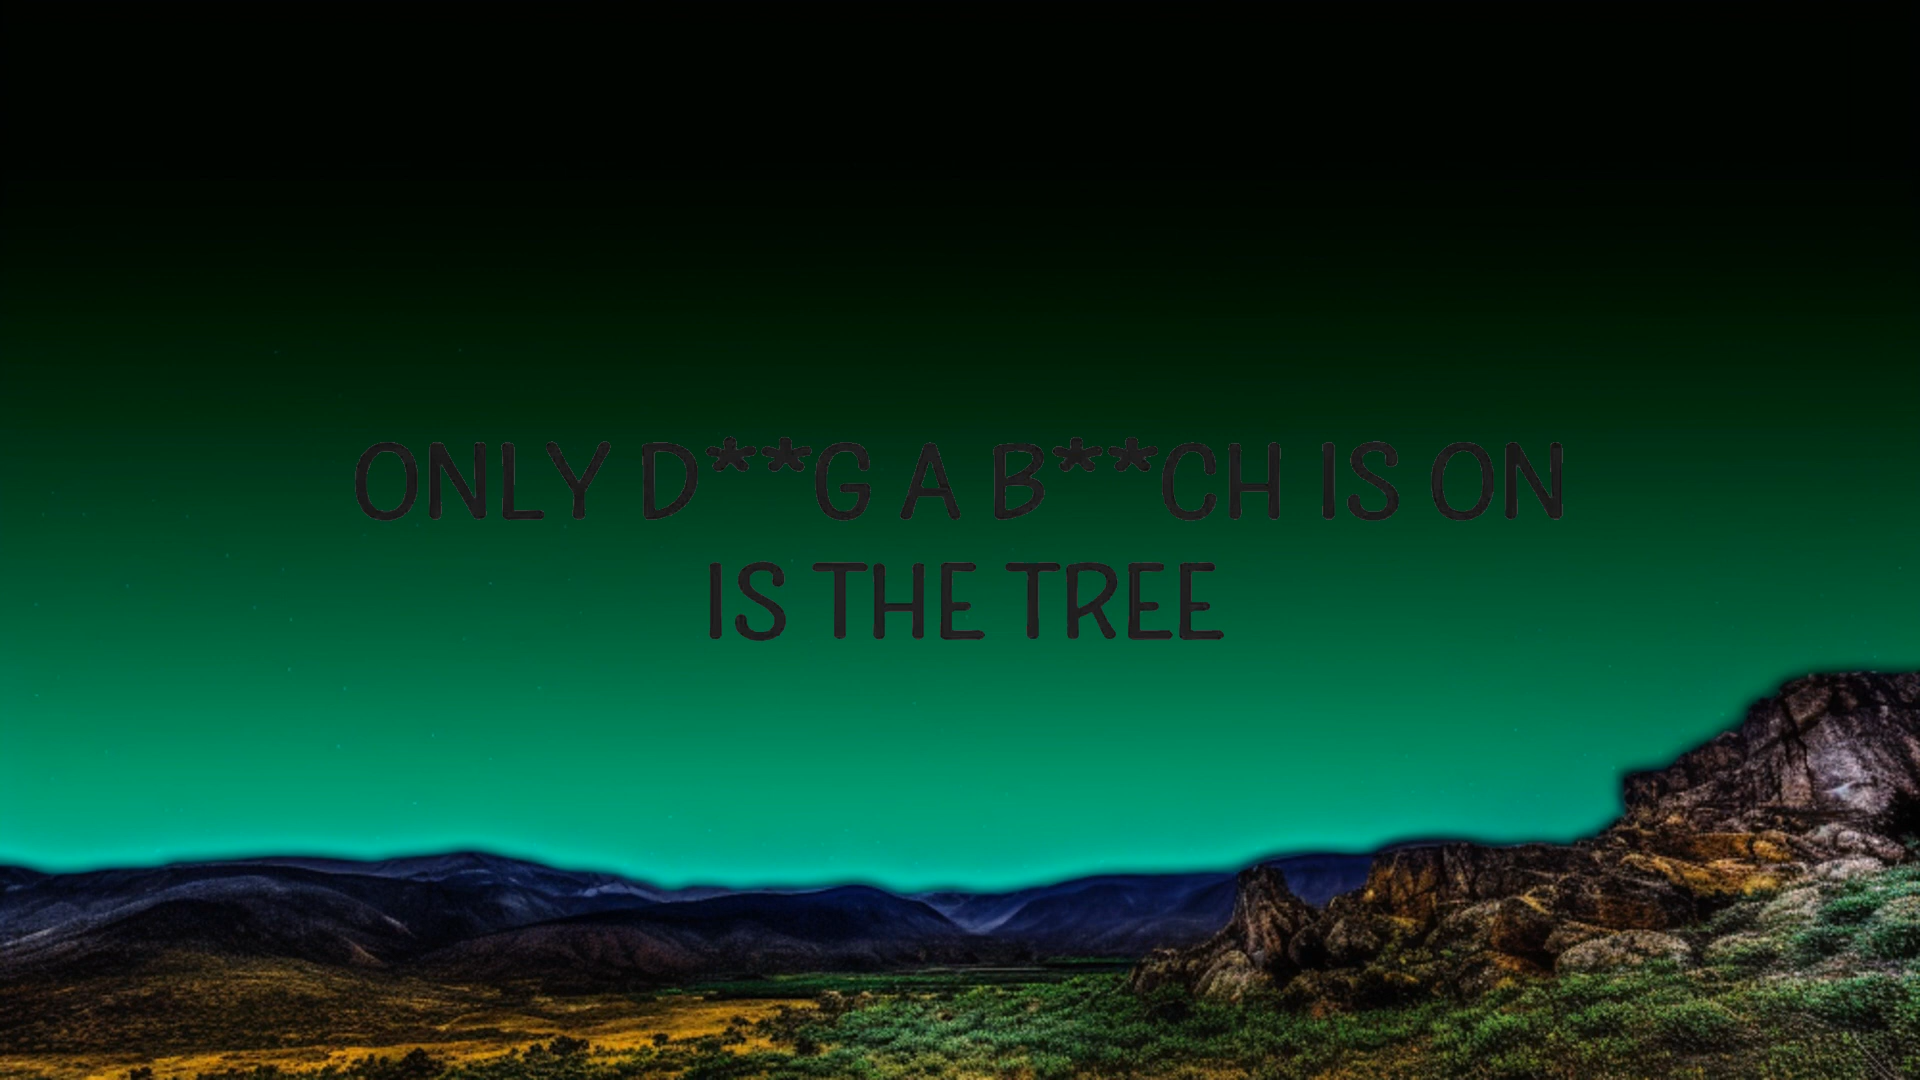 ONLY D**G A B**CH IS ON
IS THE TREE